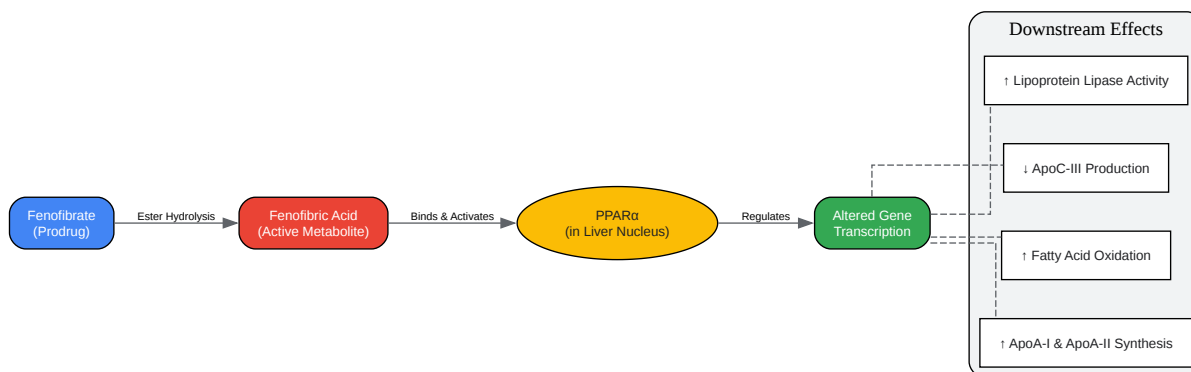 Downstream Effects
↑ Lipoprotein Lipase Activity
↓ ApoC-III Production
Fenofibrate
(Prodrug)
Ester Hydrolysis
Fenofibric Acid
(Active Metabolite)
Binds & Activates
PPARα
(in Liver Nucleus)
Regulates
Altered Gene
Transcription
↑ Fatty Acid Oxidation
↑ ApoA-I & ApoA-II Synthesis